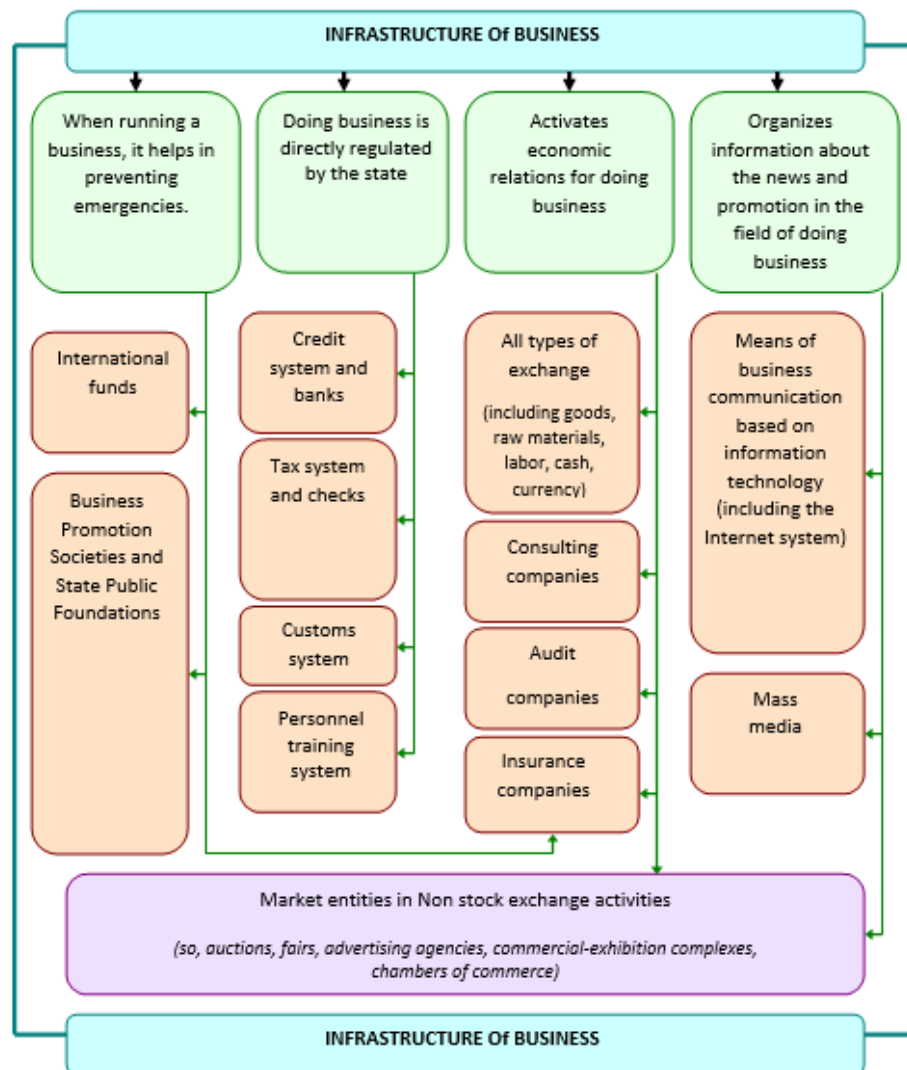 INFRASTRUCTURE Of BUSINESS
When running a
business, it helps in
preventing
emergencies.
Doing business is
directly regulated
by the state
Activates
economic
relations for doing
business
Organizes
information about
the news and
promotion in the
field of doing
business
International
funds
Business
Promotion
Societies and
State Public
Foundations
Credit
system and
banks
Tax system
and checks
Customs
system
Personnel
training
system
All types of
exchange
(including goods,
raw materials,
labor, cash,
currency)
Consulting
companies
Audit
companies
Insurance
companies
Means of
business
communication
based on
information
technology
(including the
Internet system)
Mass
media
Market entities in Non stock exchange activities
(so, auctions, fairs, advertising agencies, commercial-exhibition complexes,
chambers of commerce)
INFRASTRUCTURE Of BUSINESS